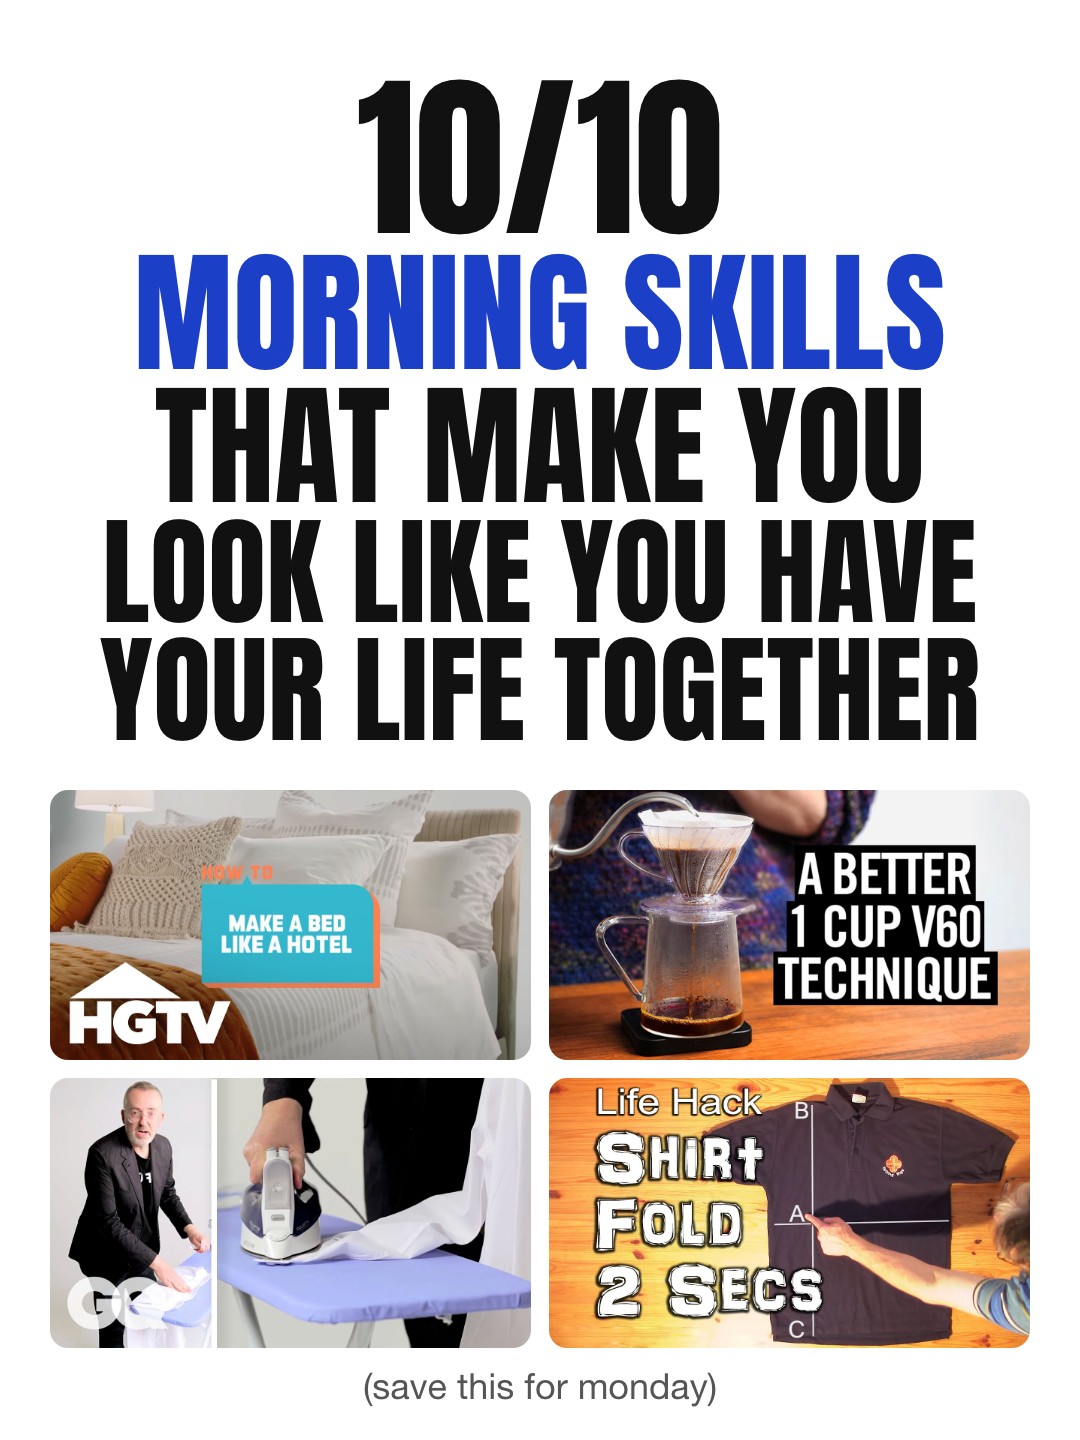 10/10
MORNING SKILLS
THAT MAKE YOU
LOOK LIKE YOU HAVE
YOUR LIFE TOGETHER
HOW TO
MAKE A BED
LIKE A HOTEL
HGTV
A BETTER
1 CUP V60
TECHNIQUE
GQ
Life Hack
SHIRT
FOLD
2 SECS
B
A
C
(save this for monday)